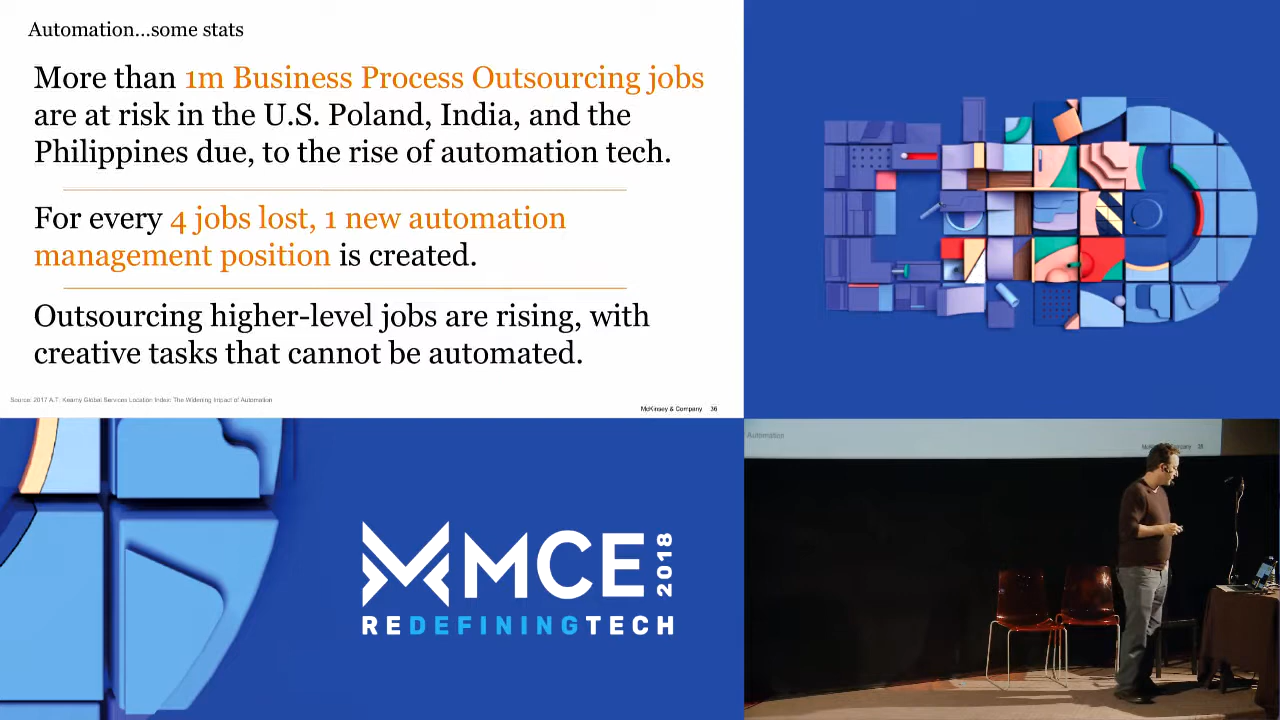 Automation...some stats
More than 1m Business Process Outsourcing jobs
are at risk in the U.S. Poland, India, and the
Philippines due, to the rise of automation tech.
For every 4 jobs lost, 1 new automation
management position is created.
Outsourcing higher-level jobs are rising, with
creative tasks that cannot be automated.
Source: 2017 A.T. Kearny Global Services Location Index: The Widening Impact of Automation
McKinsey & Company 36
MCE 2018
REDEFININGTECH
Automation